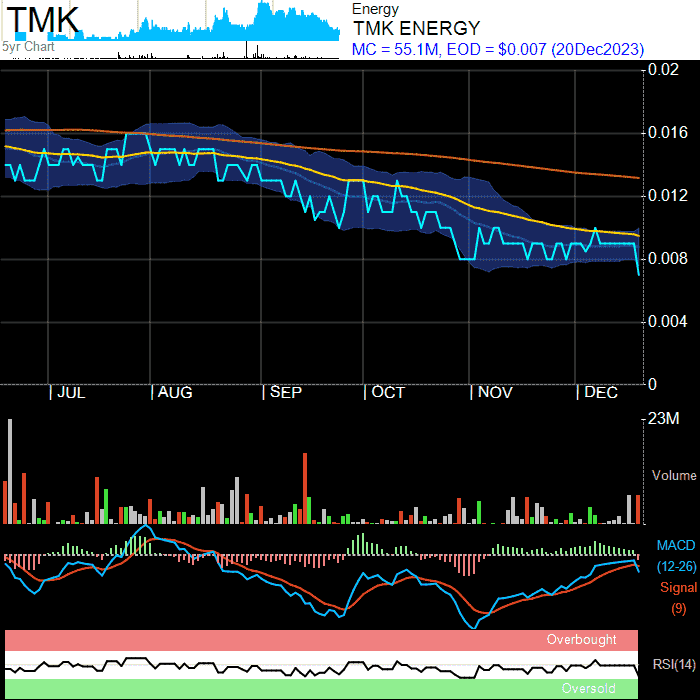 TMK
5yr Chart
Energy
TMK ENERGY
MC = 55.1M, EOD = $0.007 (20Dec2023)
0.02
0.016
0.012
0.008
0.004
0
| JUL | AUG | SEP | OCT | NOV | DEC
23M
Volume
MACD
(12-26)
Signal
(9)
Overbought
RSI(14)
Oversold